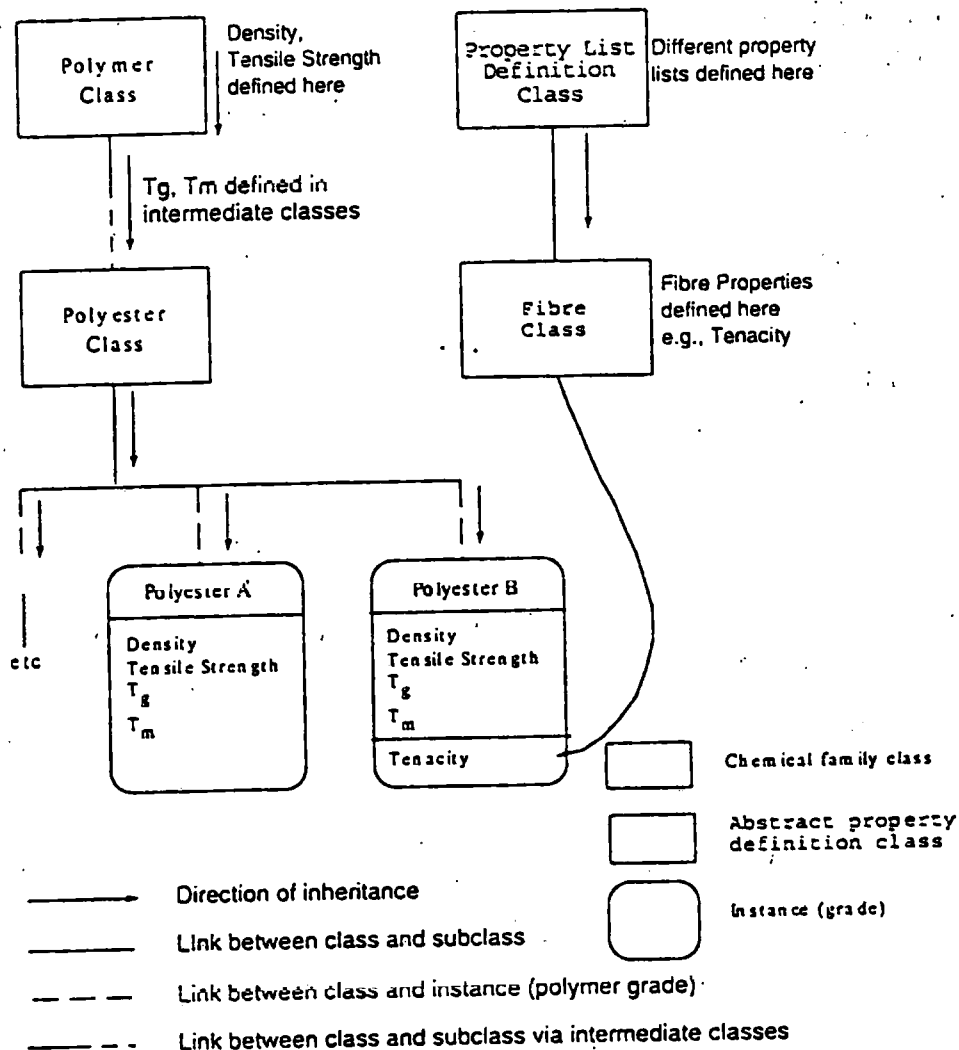 Polymer
Class
Density,
Tensile Strength
defined here
Property List
Definition
Class
Different property
lists defined here
Tg, Tm defined in
intermediate classes
Polyester
Class
Fibre
Class
Fibre Properties
defined here
e.g., Tenacity
etc
Polyester A
Density
Tensile Strength
Tg
Tm
Polyester B
Density
Tensile Strength
Tg
Tm
Tenacity
Chemical family class
Abstract property
definition class
Instance (grade)
Direction of inheritance
Link between class and subclass
Link between class and instance (polymer grade)
Link between class and subclass via intermediate classes